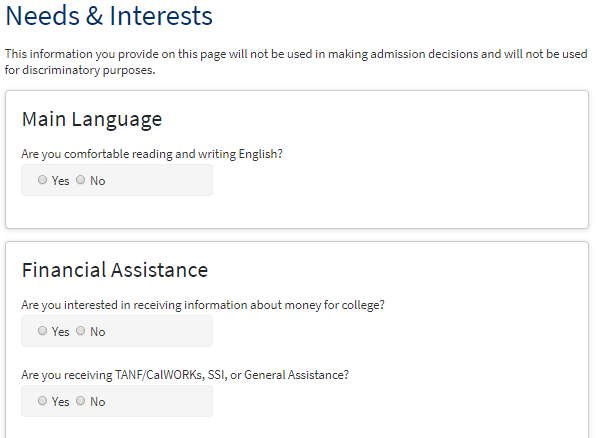 Needs & Interests
This information you provide on this page will not be used in making admission decisions and will not be used
for discriminatory purposes.
Main Language
Are you comfortable reading and writing English?
Yes No
Financial Assistance
Are you interested in receiving information about money for college?
Yes No
Are you receiving TANF/CalWORKs, SSI, or General Assistance?
Yes No